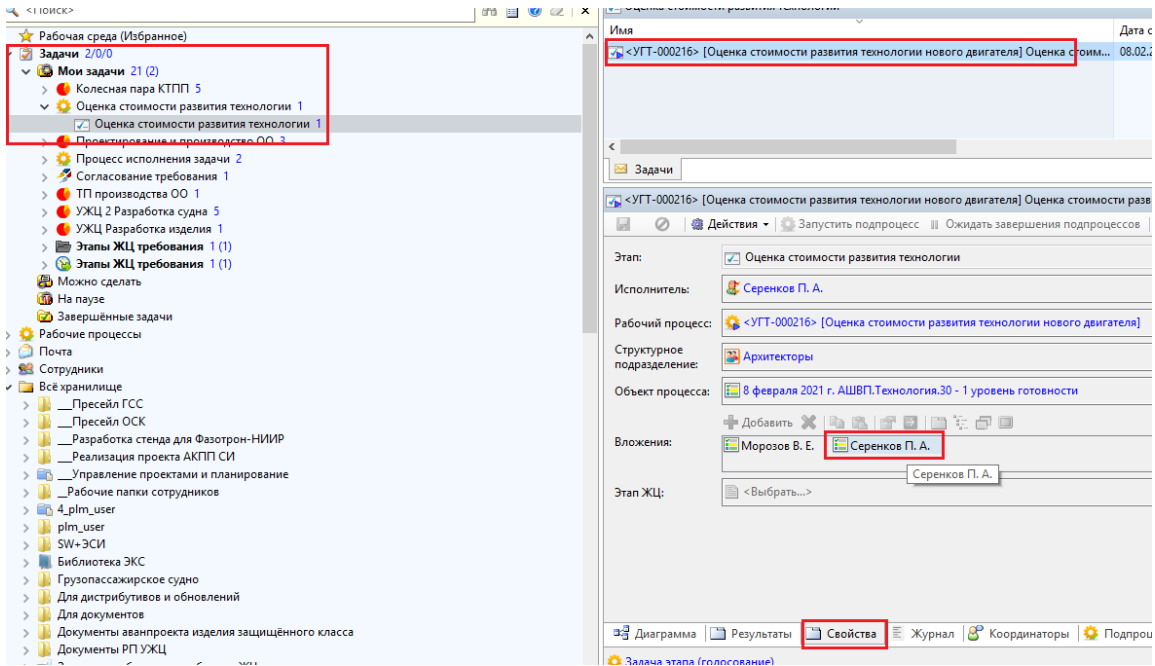 <Поиск>
Рабочая среда (Избранное)
Задачи 2/0/0
Мои задачи 21 (2)
Колесная пара КТПП 5
Оценка стоимости развития технологии 1
Оценка стоимости развития технологии 1
Проектирование и производство ОО 3
Процесс исполнения задачи 2
Согласование требования 1
ТП производства ОО 1
УЖЦ 2 Разработка судна 5
УЖЦ Разработка изделия 1
Этапы ЖЦ требования 1 (1)
Этапы ЖЦ требования 1 (1)
Можно сделать
На паузе
Завершённые задачи
Рабочие процессы
Почта
Сотрудники
Всё хранилище
__Пресейл ГСС
__Пресейл ОСК
__Разработка стенда для Фазотрон-НИИР
__Реализация проекта АКПП СИ
__Управление проектами и планирование
_Рабочие папки сотрудников
4_plm_user
plm_user
SW+ЭСИ
Библиотека ЭКС
Грузопассажирское судно
Для дистрибутивов и обновлений
Для документов
Документы аванпроекта изделия защищённого класса
Документы РП УЖЦ
Оценка стоимости развития технологии
Имя Дата с
<УГТ-000216> [Оценка стоимости развития технологии нового двигателя] Оценка стоим... 08.02.2
Задачи
<УГТ-000216> [Оценка стоимости развития технологии нового двигателя] Оценка стоимости разв
Действия Запустить подпроцесс Ожидать завершения подпроцессов
Этап: Оценка стоимости развития технологии
Исполнитель: Серенков П. А.
Рабочий процесс: <УГТ-000216> [Оценка стоимости развития технологии нового двигателя]
Структурное
подразделение: Архитекторы
Объект процесса: 8 февраля 2021 г. АШВП.Технология.30 - 1 уровень готовности
Добавить
Вложения: Морозов В. Е. Серенков П. А.
Серенков П. А.
Этап ЖЦ: <Выбрать...>
Диаграмма Результаты Свойства Журнал Координаторы Подпроц
Задача этапа (голосование)